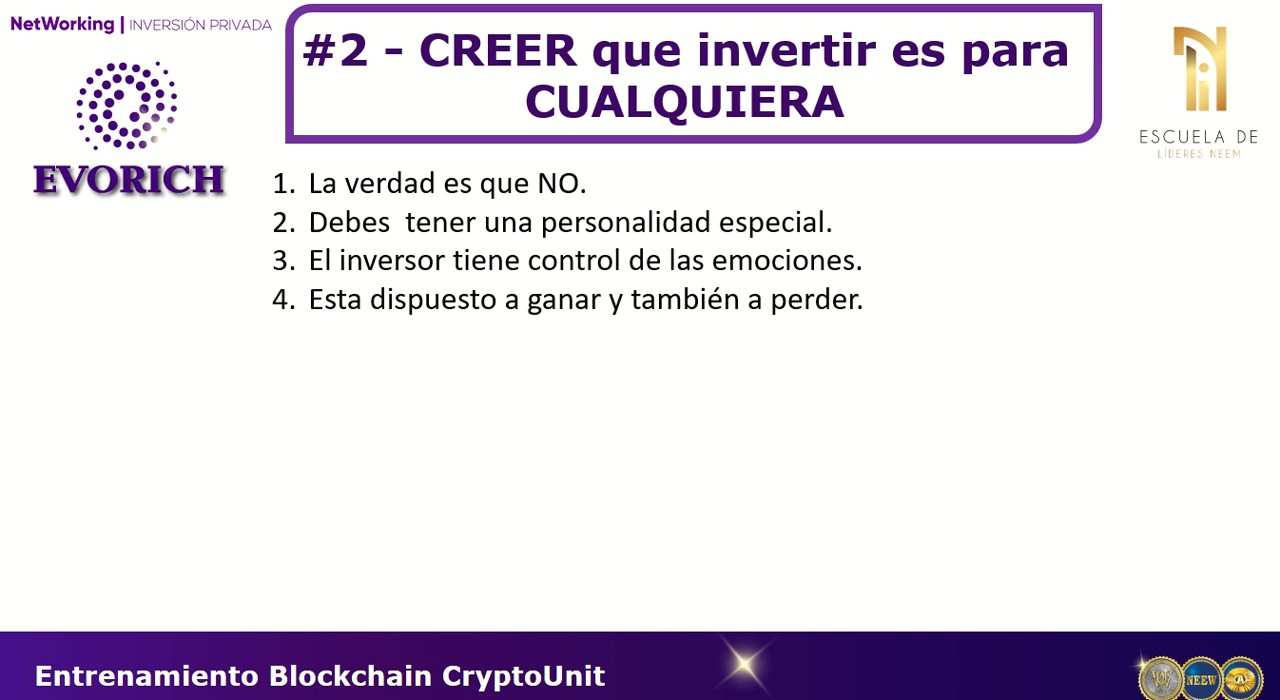 NetWorking | INVERSIÓN PRIVADA
#2 - CREER que invertir es para
CUALQUIERA
EVORICH
ESCUELA DE
LÍDERES NEEM
1. La verdad es que NO.
2. Debes  tener una personalidad especial.
3. El inversor tiene control de las emociones.
4. Esta dispuesto a ganar y también a perder.
Entrenamiento Blockchain CryptoUnit
NEEW